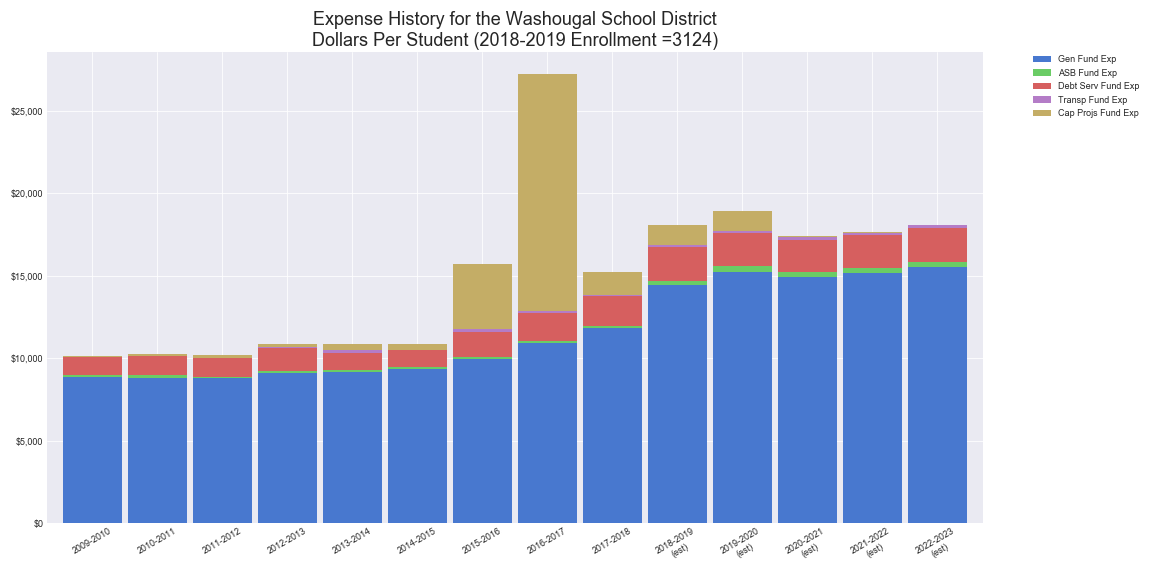 Expense History for the Washougal School District
Dollars Per Student (2018-2019 Enrollment =3124)
Gen Fund Exp
ASB Fund Exp
Debt Serv Fund Exp
Transp Fund Exp
Cap Projs Fund Exp
$25,000
$20,000
$15,000
$10,000
$5,000
$0
2009-2010
2010-2011
2011-2012
2012-2013
2013-2014
2014-2015
2015-2016
2016-2017
2017-2018
2018-2019
(est)
2019-2020
(est)
2020-2021
(est)
2021-2022
(est)
2022-2023
(est)